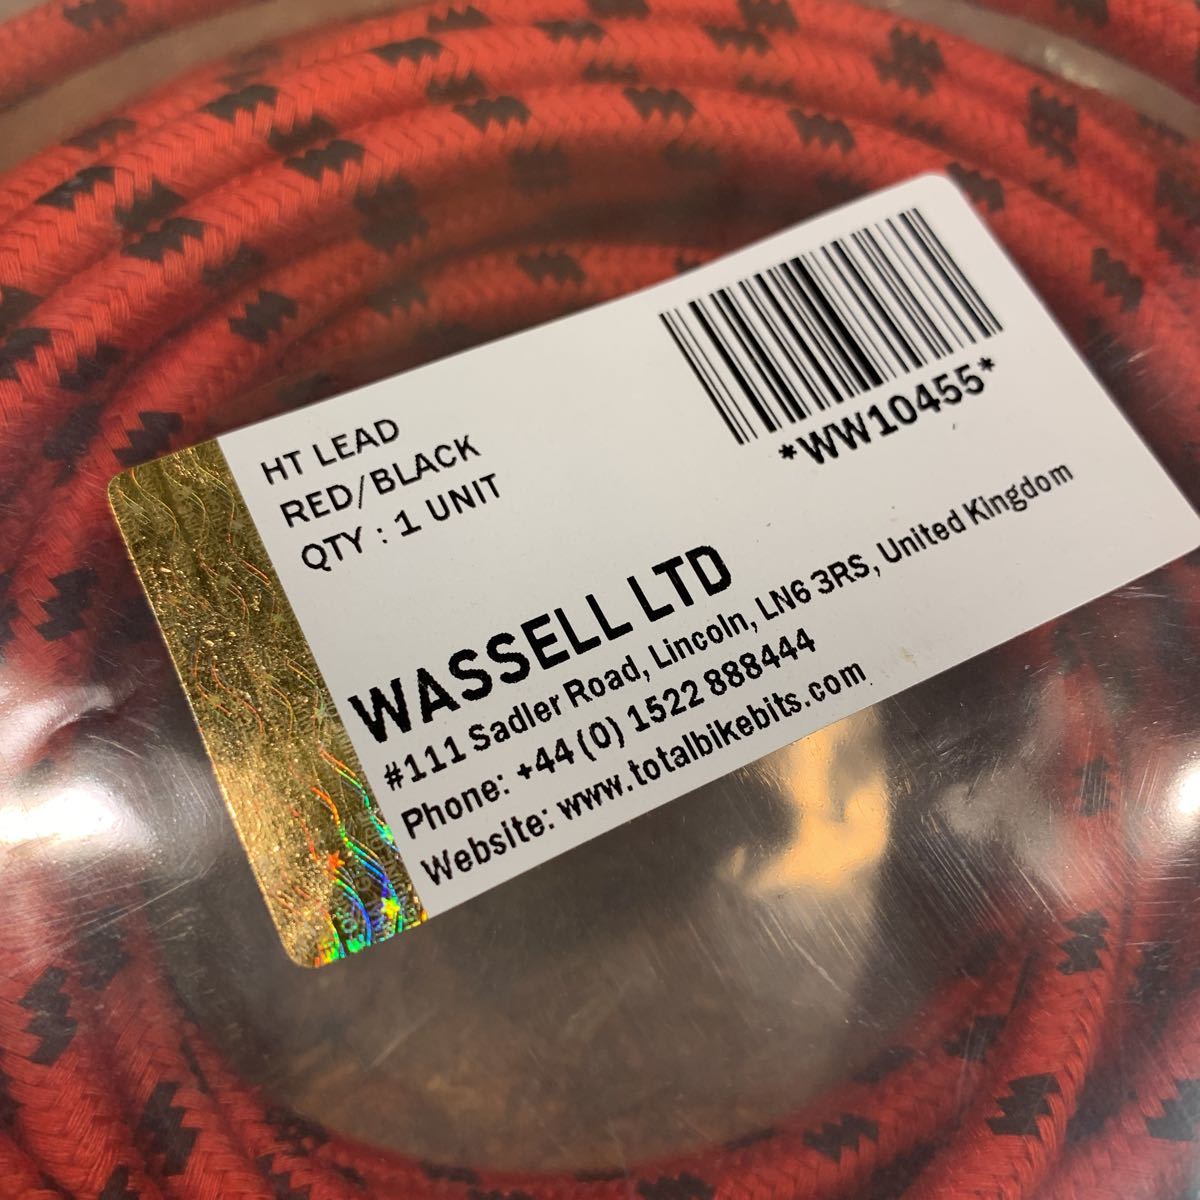 *WW10455*
HT LEAD
RED/BLACK
QTY : 1 UNIT
WASSELL LTD
#111 Sadler Road, Lincoln, LN6 3RS, United Kingdom
Phone: +44 (0) 1522 888444
Website: www.totalbikebits.com